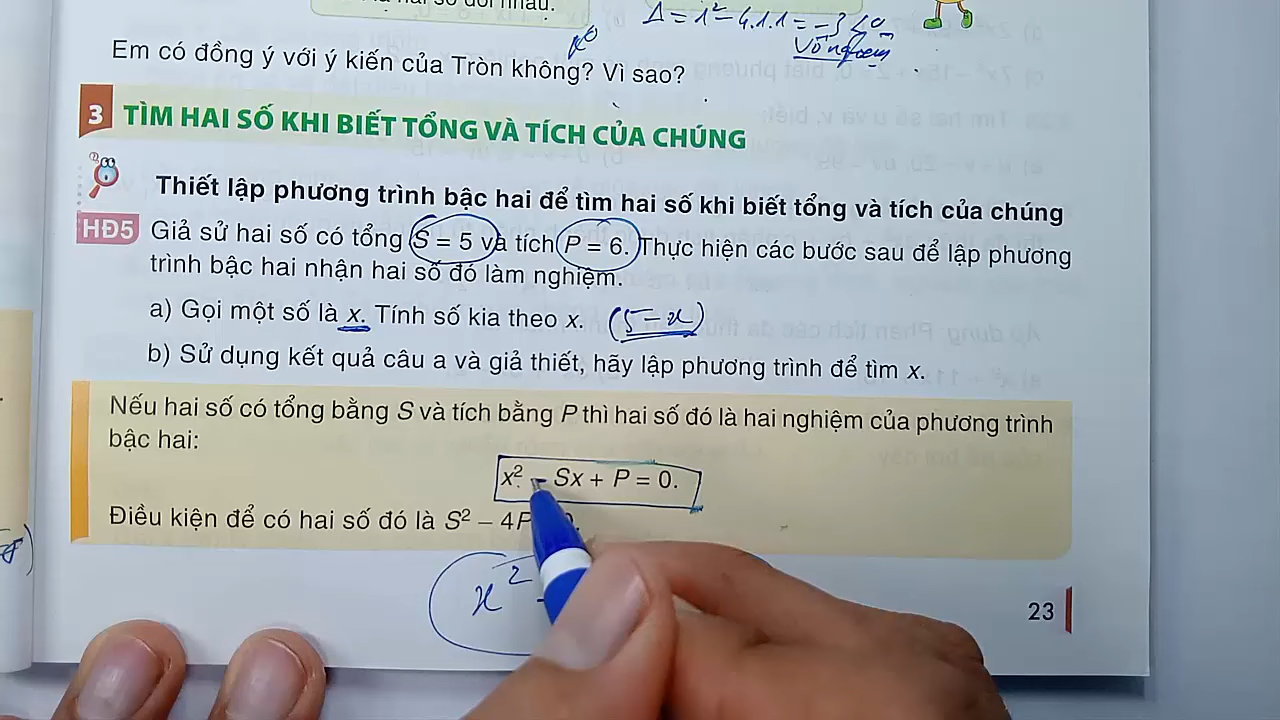 là hai số đối nhau.
Δ = 1² – 4.1.1 = – 3 < 0
Vô nghiệm
Em có đồng ý với ý kiến của Tròn không? Vì sao?
3 TÌM HAI SỐ KHI BIẾT TỔNG VÀ TÍCH CỦA CHÚNG
Thiết lập phương trình bậc hai để tìm hai số khi biết tổng và tích của chúng
HĐ5 Giả sử hai số có tổng S = 5 và tích P = 6. Thực hiện các bước sau để lập phương
trình bậc hai nhận hai số đó làm nghiệm.
a) Gọi một số là x. Tính số kia theo x. (5 – x)
b) Sử dụng kết quả câu a và giả thiết, hãy lập phương trình để tìm x.
Nếu hai số có tổng bằng S và tích bằng P thì hai số đó là hai nghiệm của phương trình
bậc hai:
x² – Sx + P = 0.
Điều kiện để có hai số đó là S² – 4P
x² –
23